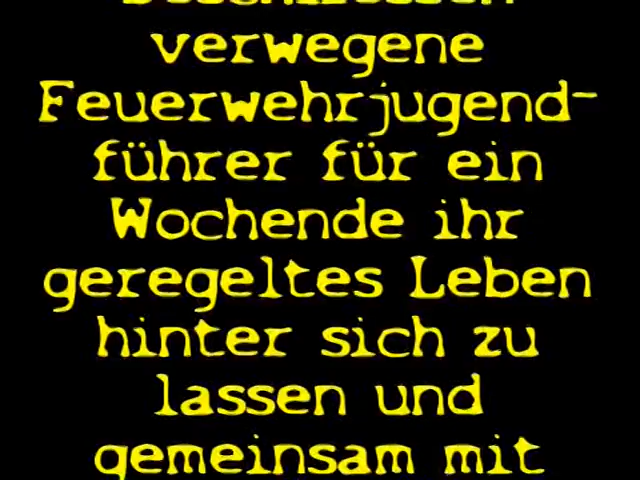 verwegene
Feuerwehrjugend-
führer für ein
Wochende ihr
geregeltes Leben
hinter sich zu
lassen und
gemeinsam mit